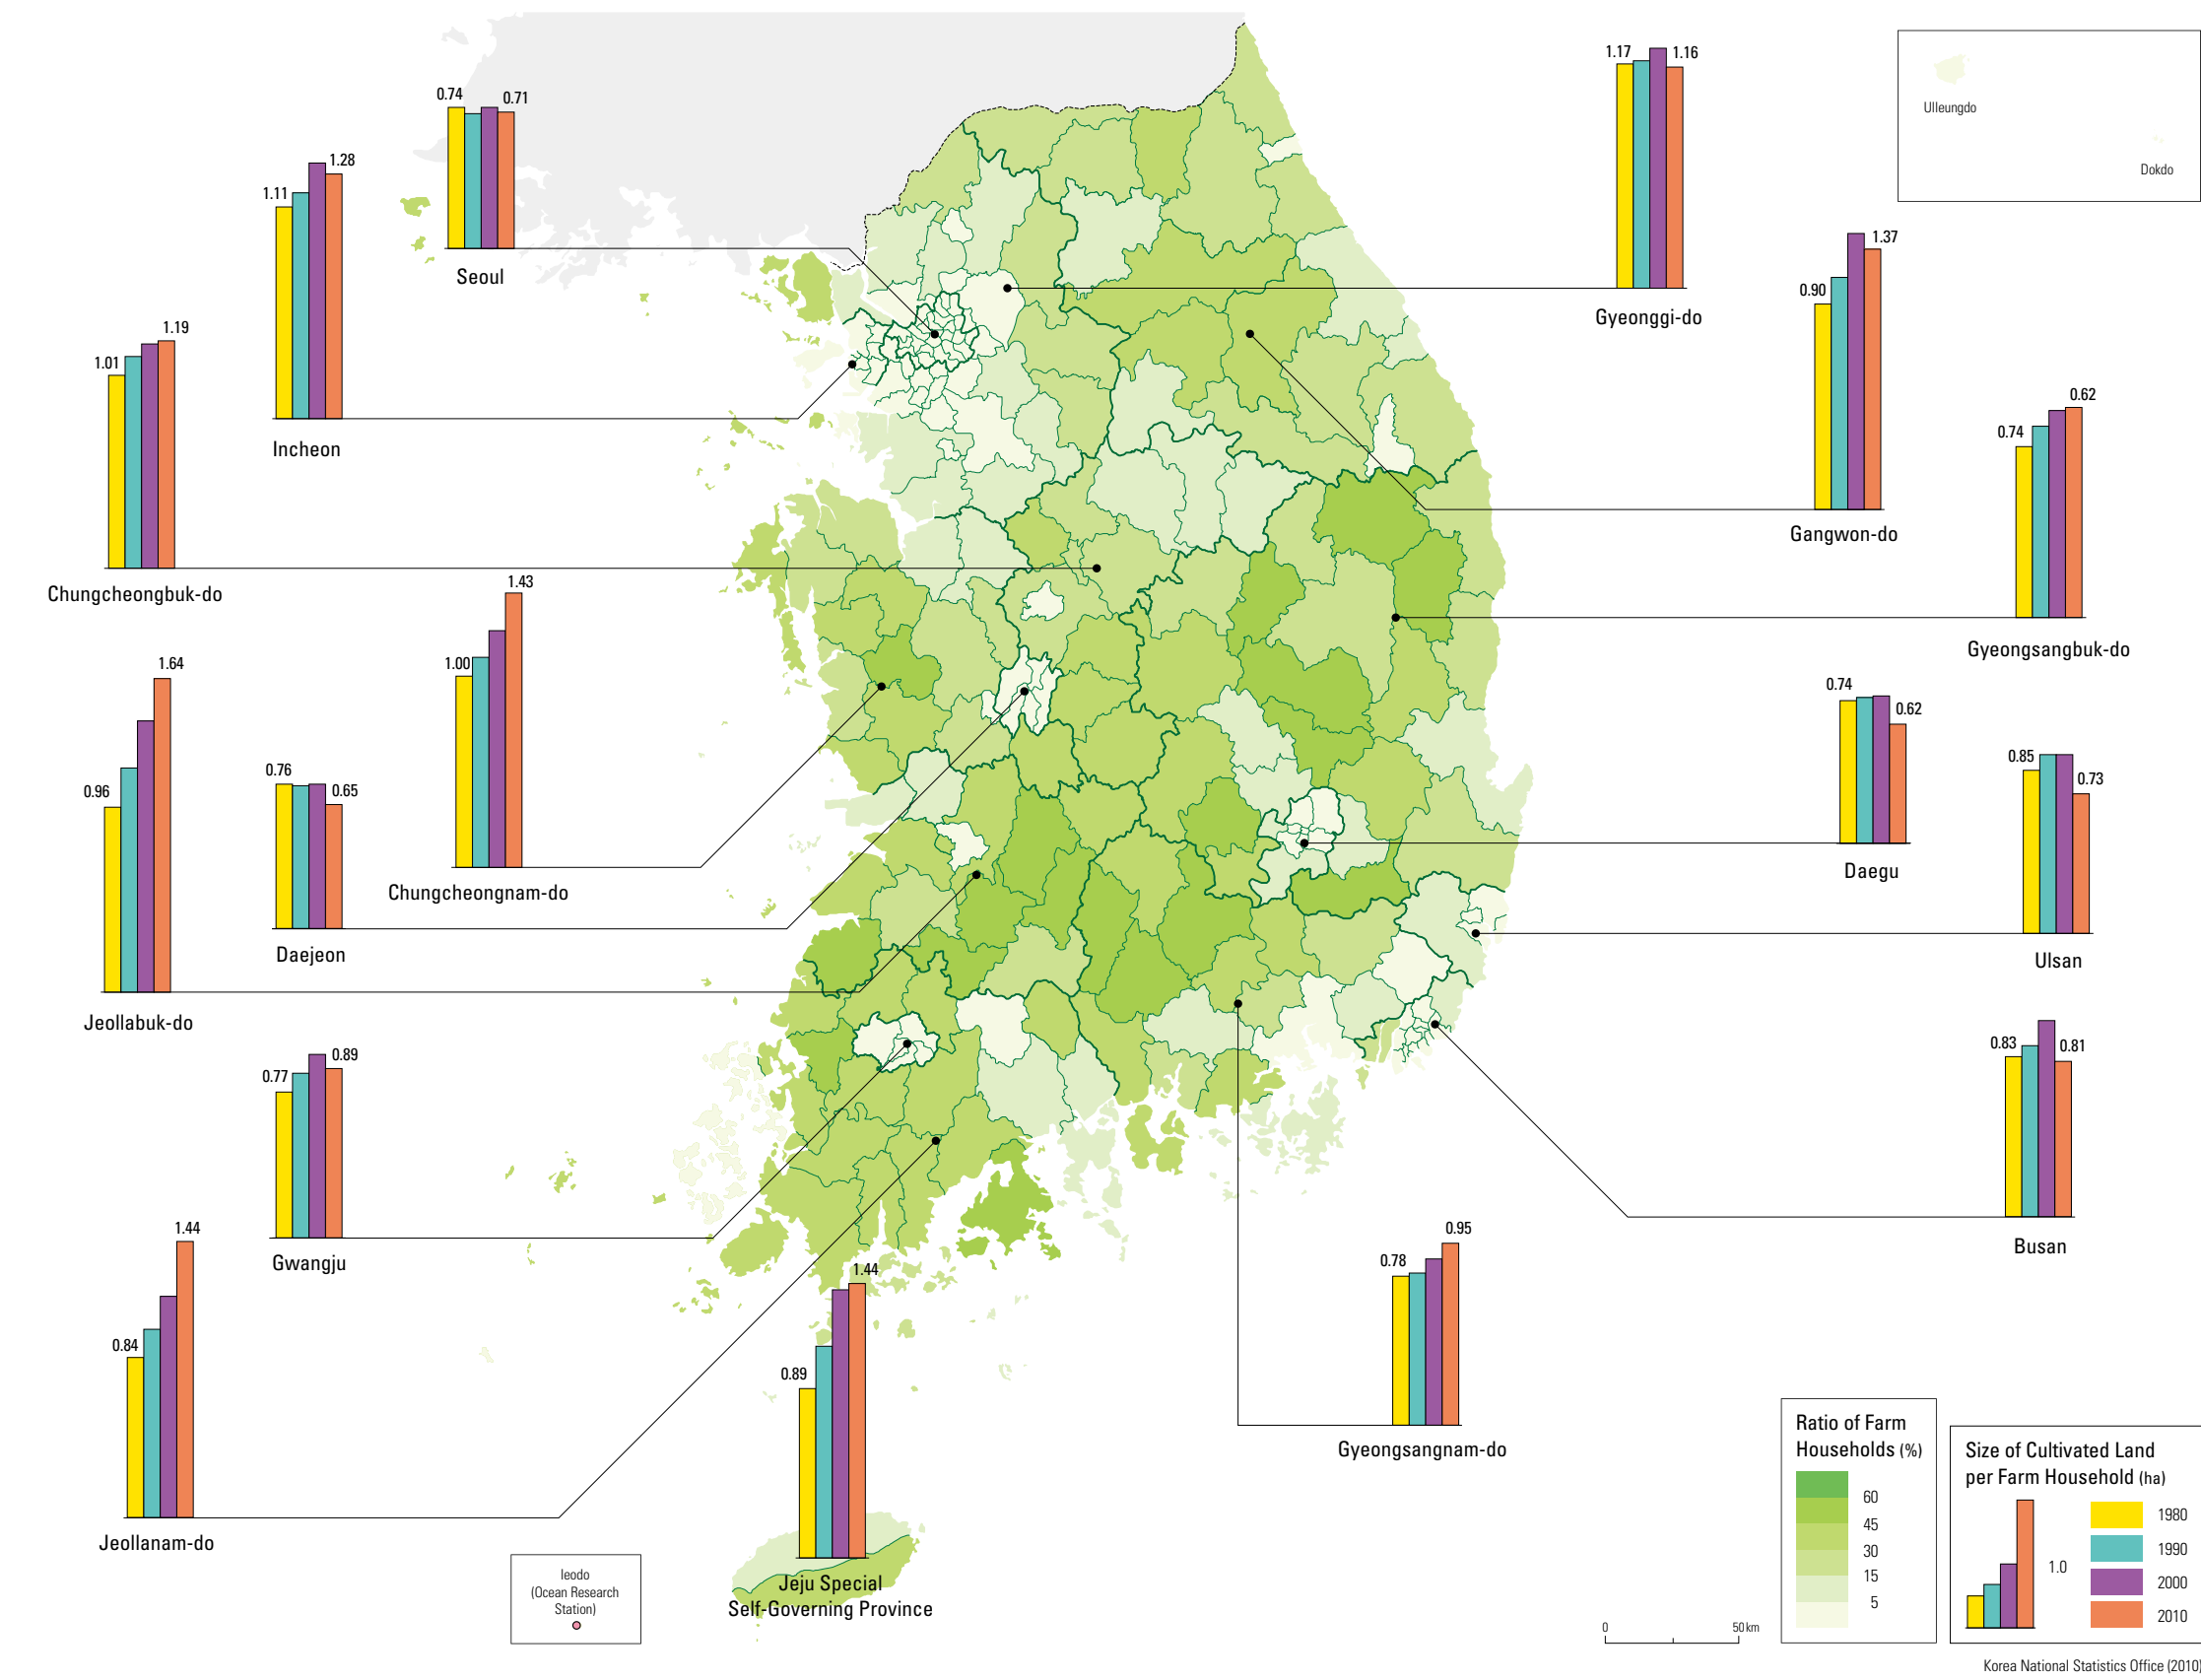 1.17
1.16
Gyeonggi-do
Ulleungdo
Dokdo
0.74
0.71
Seoul
1.11
1.28
Incheon
0.90
1.37
Gangwon-do
1.01
1.19
Chungcheongbuk-do
0.74
0.62
Gyeongsangbuk-do
1.00
1.43
Chungcheongnam-do
0.96
1.64
Jeollabuk-do
0.76
0.65
Daejeon
0.74
0.62
Daegu
0.85
0.73
Ulsan
0.77
0.89
Gwangju
0.83
0.81
Busan
0.84
1.44
Jeollanam-do
0.89
1.44
Jeju Special
Self-Governing Province
0.78
0.95
Gyeongsangnam-do
Ieodo
(Ocean Research
Station)
0
50 km
Ratio of Farm
Households (%)
60
45
30
15
5
Size of Cultivated Land
per Farm Household (ha)
1.0
1980
1990
2000
2010
Korea National Statistics Office (2010)